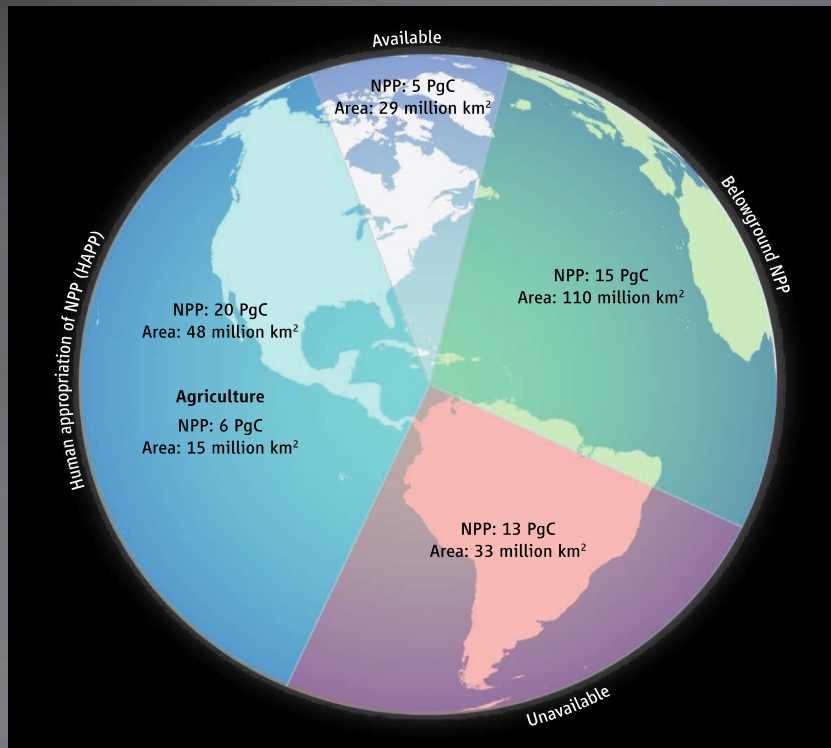 Available
NPP: 5 PgC
Area: 29 million km²
Belowground NPP
NPP: 15 PgC
Area: 110 million km²
Human appropriation of NPP (HAPP)
NPP: 20 PgC
Area: 48 million km²
Agriculture
NPP: 6 PgC
Area: 15 million km²
NPP: 13 PgC
Area: 33 million km²
Unavailable